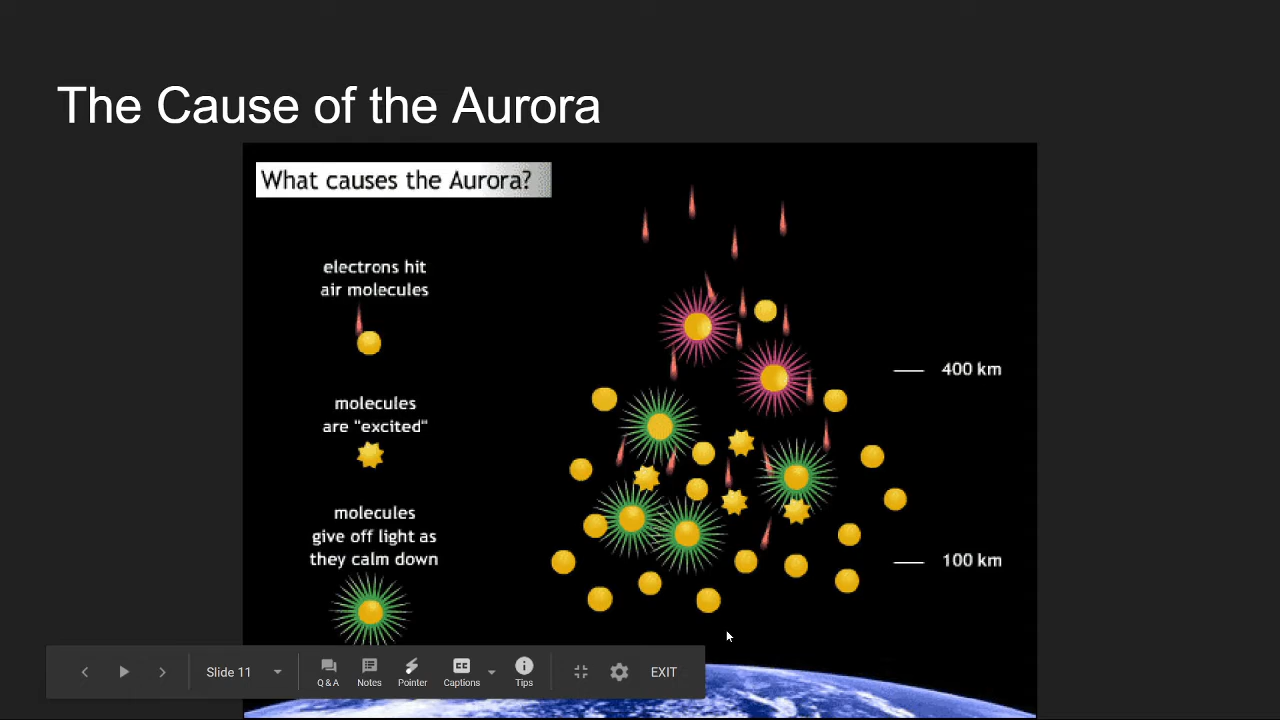 The Cause of the Aurora
What causes the Aurora?
electrons hit
air molecules
400 km
molecules
are "excited"
molecules
give off light as
they calm down
100 km
Slide 11
Q & A
Notes
Pointer
Captions
Tips
EXIT